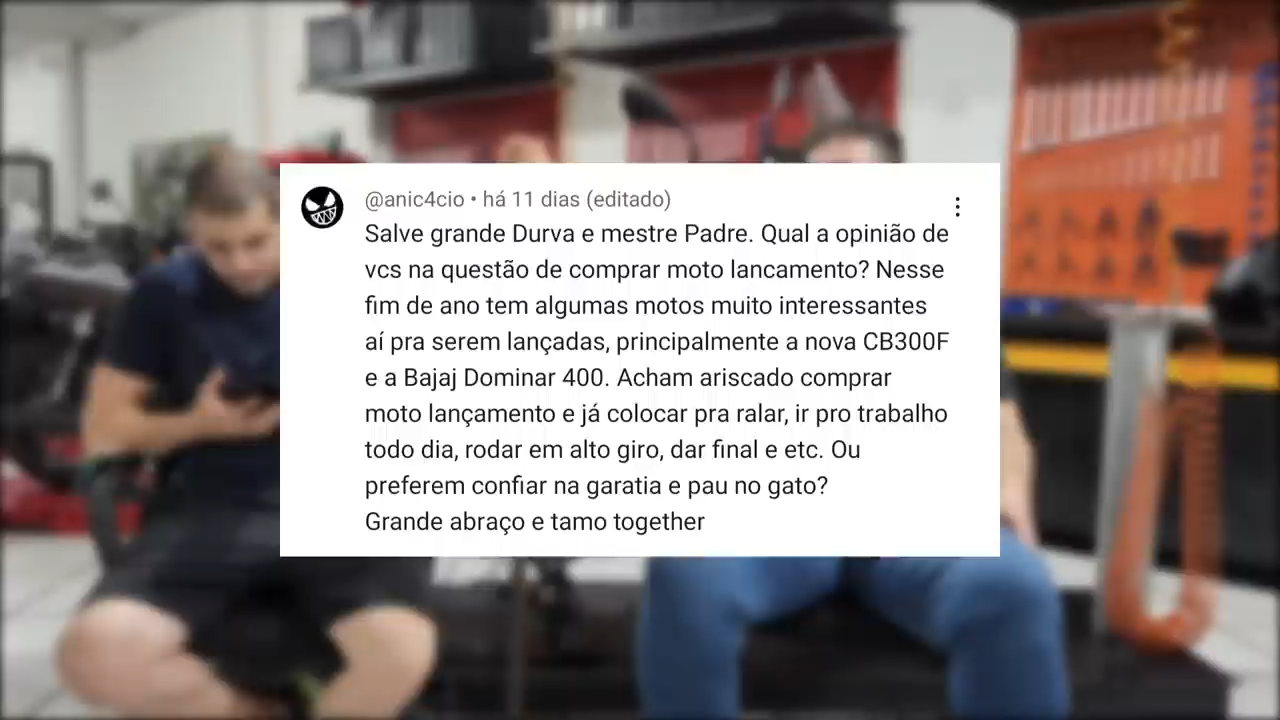 @anic4cio • há 11 dias (editado)
Salve grande Durva e mestre Padre. Qual a opinião de
vcs na questão de comprar moto lancamento? Nesse
fim de ano tem algumas motos muito interessantes
aí pra serem lançadas, principalmente a nova CB300F
e a Bajaj Dominar 400. Acham ariscado comprar
moto lançamento e já colocar pra ralar, ir pro trabalho
todo dia, rodar em alto giro, dar final e etc. Ou
preferem confiar na garatia e pau no gato?
Grande abraço e tamo together